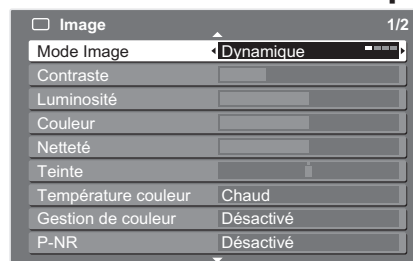 Image 1/2
Mode Image Dynamique
Contraste
Luminosité
Couleur
Netteté
Teinte
Température couleur Chaud
Gestion de couleur Désactivé
P-NR Désactivé